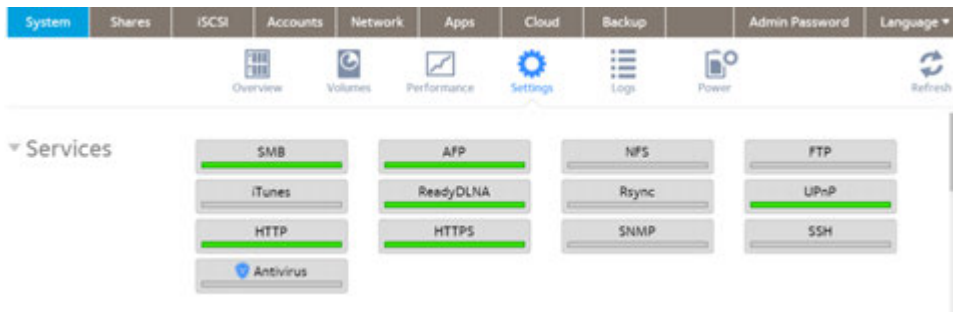 System Shares iSCSI Accounts Network Apps Cloud Backup Admin Password Language
Overview Volumes Performance Settings Logs Power Refresh
Services
SMB AFP NFS FTP
iTunes ReadyDLNA Rsync UPnP
HTTP HTTPS SNMP SSH
Antivirus